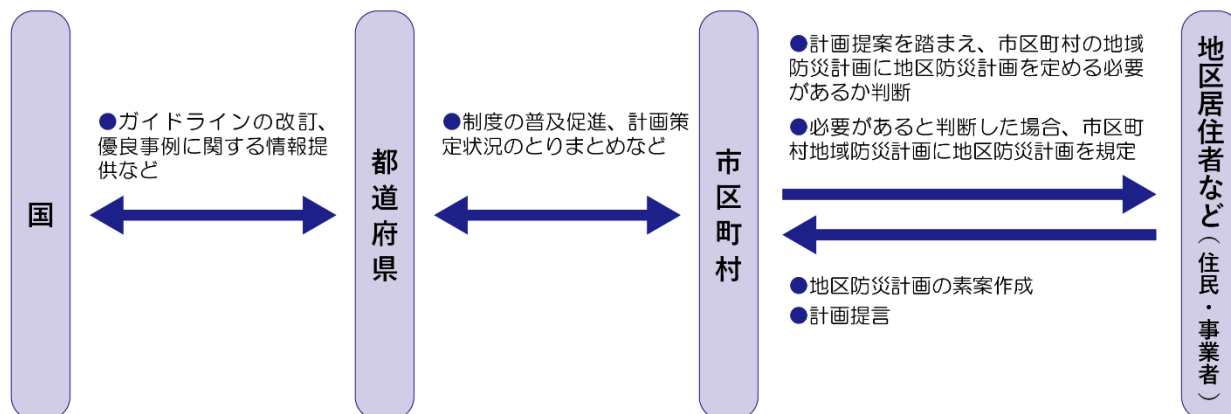 国
●ガイドラインの改訂、
優良事例に関する情報提
供など
都道府県
●制度の普及促進、計画策
定状況のとりまとめなど
市区町村
●計画提案を踏まえ、市区町村の地域
防災計画に地区防災計画を定める必要
があるか判断
●必要があると判断した場合、市区町
村地域防災計画に地区防災計画を規定
●地区防災計画の素案作成
●計画提言
地区居住者など(住民・事業者)